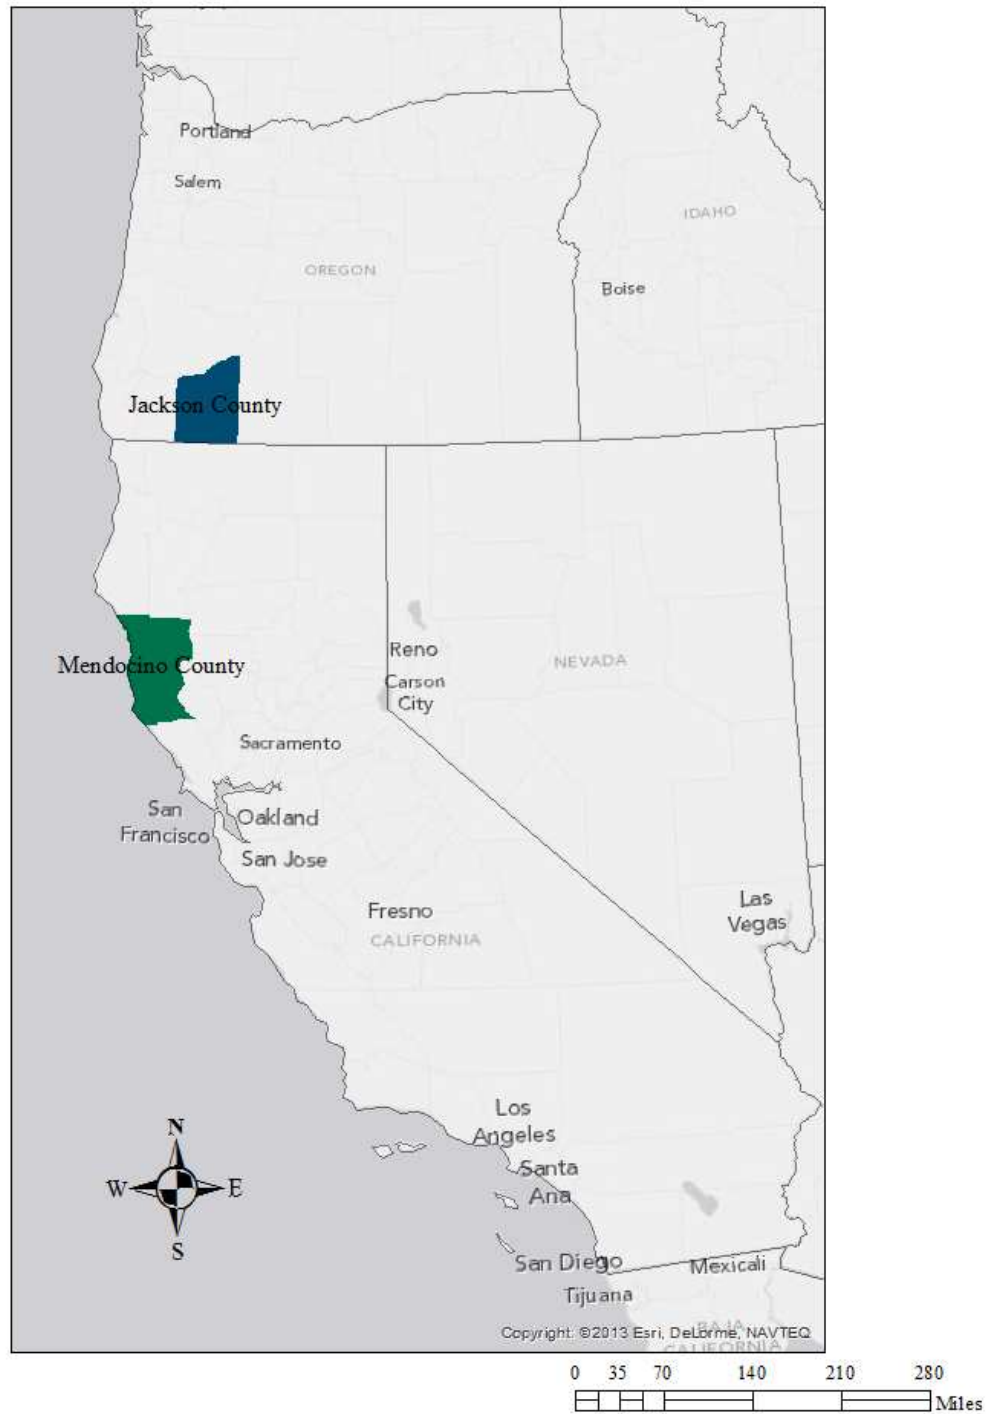 Portland
Salem
IDAHO
OREGON
Boise
Jackson County
Reno
Mendocino County
NEVADA
Carson
City
Sacramento
San
Francisco
Oakland
San Jose
Las
Vegas
Fresno
CALIFORNIA
Los
Angeles
N
W E
S
Santa
Ana
San Diego
Mexicali
Tijuana
BAJA
CALIFORNIA
Copyright: ©2013 Esri, DeLorme, NAVTEQ
0 35 70 140 210 280
Miles